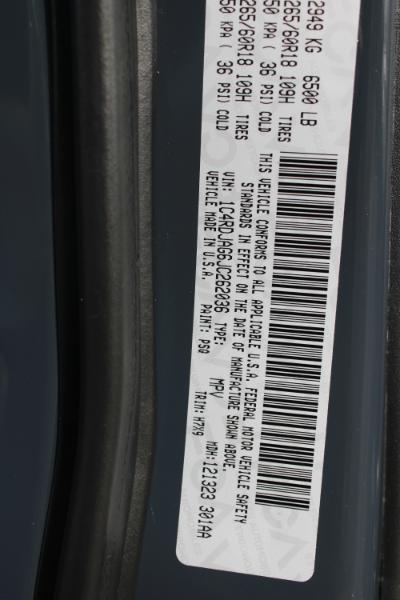 2949 KG 6500 LB
265/60R18 109H TIRES
50 KPA ( 36 PSI) COLD
265/60R18 109H TIRES
50 KPA ( 36 PSI) COLD
THIS VEHICLE CONFORMS TO ALL APPLICABLE U.S.A. FEDERAL MOTOR VEHICLE SAFETY
STANDARDS IN EFFECT ON THE DATE OF MANUFACTURE SHOWN ABOVE.
VIN: 1C4RDJAG6JC262036 TYPE: MPV MDH:121323 301AA
VEHICLE MADE IN U.S.A. PAINT: PSQ TRIM: H7X9